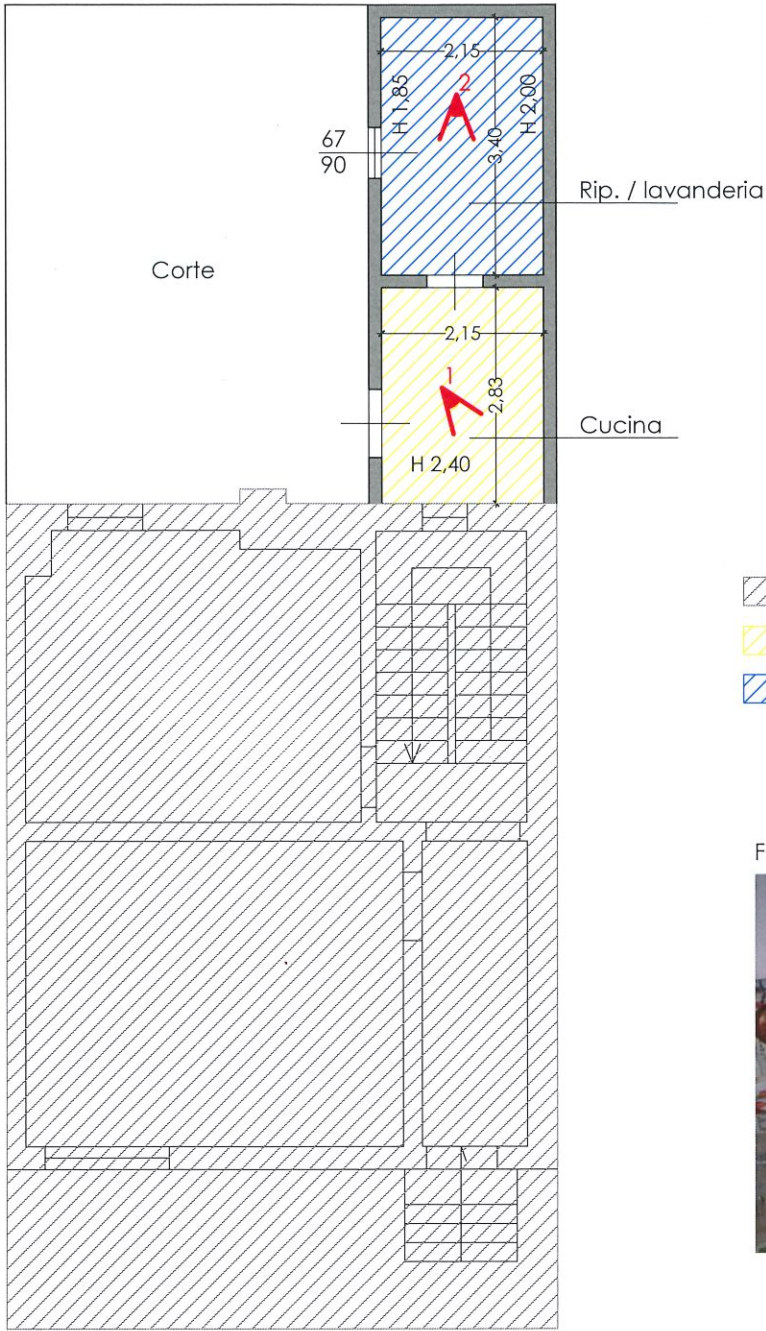 2,15
2
H 1,85
H 2,00
3,40
67
90
Rip. / lavanderia
Corte
2,15
1
2,83
Cucina
H 2,40
F